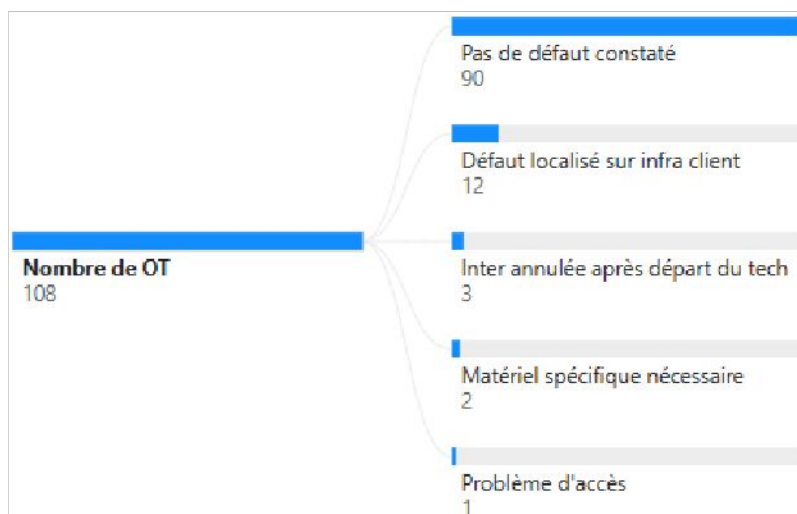 Pas de défaut constaté
90
Défaut localisé sur infra client
12
Nombre de OT
108
Inter annulée après départ du tech
3
Matériel spécifique nécessaire
2
Problème d'accès
1